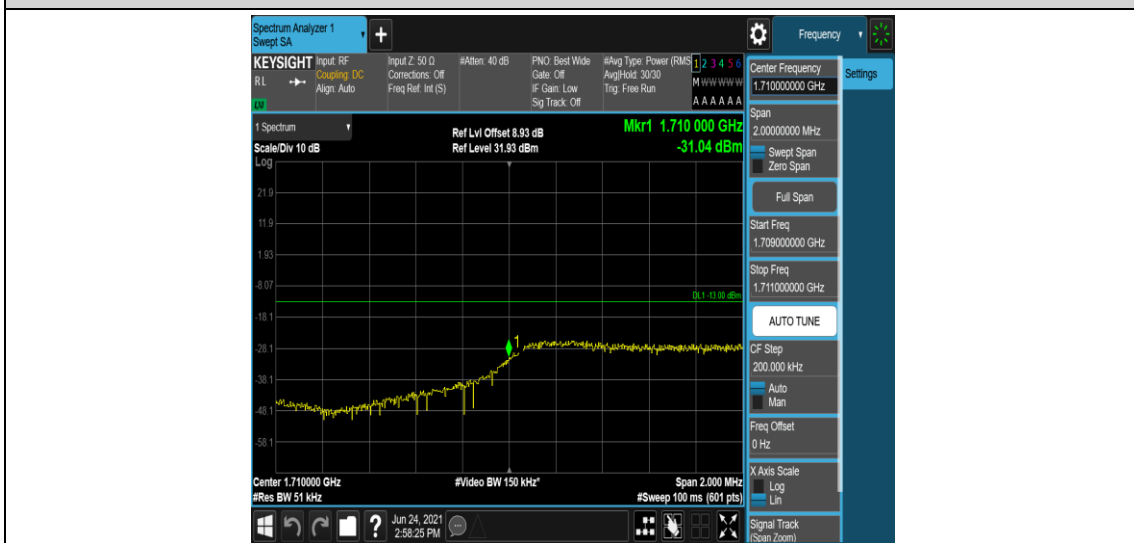 Spectrum Analyzer 1
Swept SA
+
Frequency
KEYSIGHT
RL
LXI
Input: RF
Coupling: DC
Align: Auto
Input Z: 50 Ω
Corrections: Off
Freq Ref: Int (S)
#Atten: 40 dB
PNO: Best Wide
Gate: Off
IF Gain: Low
Sig Track: Off
#Avg Type: Power (RMS
Avg|Hold: 30/30
Trig: Free Run
1 2 3 4 5 6
M W W W W W
A A A A A A
1 Spectrum
Scale/Div 10 dB
Log
Ref Lvl Offset 8.93 dB
Ref Level 31.93 dBm
Mkr1 1.710 000 GHz
-31.04 dBm
21.9
11.9
1.93
-8.07
-18.1
-28.1
-38.1
-48.1
-58.1
DL1 -13.00 dBm
1
Center 1.710000 GHz
#Res BW 51 kHz
#Video BW 150 kHz*
Span 2.000 MHz
#Sweep 100 ms (601 pts)
?
Jun 24, 2021
2:58:25 PM
Center Frequency
1.710000000 GHz
Settings
Span
2.00000000 MHz
Swept Span
Zero Span
Full Span
Start Freq
1.709000000 GHz
Stop Freq
1.711000000 GHz
AUTO TUNE
CF Step
200.000 kHz
Auto
Man
Freq Offset
0 Hz
X Axis Scale
Log
Lin
Signal Track
(Span Zoom)